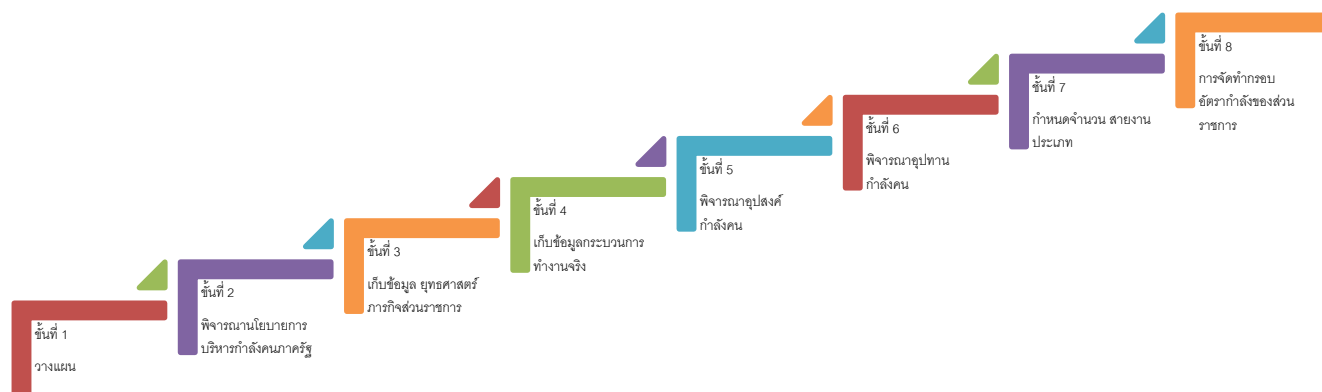 ขั้นที่ 1
วางแผน
ขั้นที่ 2
พิจารณานโยบายการ
บริหารกำลังคนภาครัฐ
ขั้นที่ 3
เก็บข้อมูล ยุทธศาสตร์
ภารกิจส่วนราชการ
ขั้นที่ 4
เก็บข้อมูลกระบวนการ
ทำงานจริง
ขั้นที่ 5
พิจารณาอุปสงค์
กำลังคน
ขั้นที่ 6
พิจารณาอุปทาน
กำลังคน
ขั้นที่ 7
กำหนดจำนวน สายงาน
ประเภท
ขั้นที่ 8
การจัดทำกรอบ
อัตรากำลังของส่วน
ราชการ